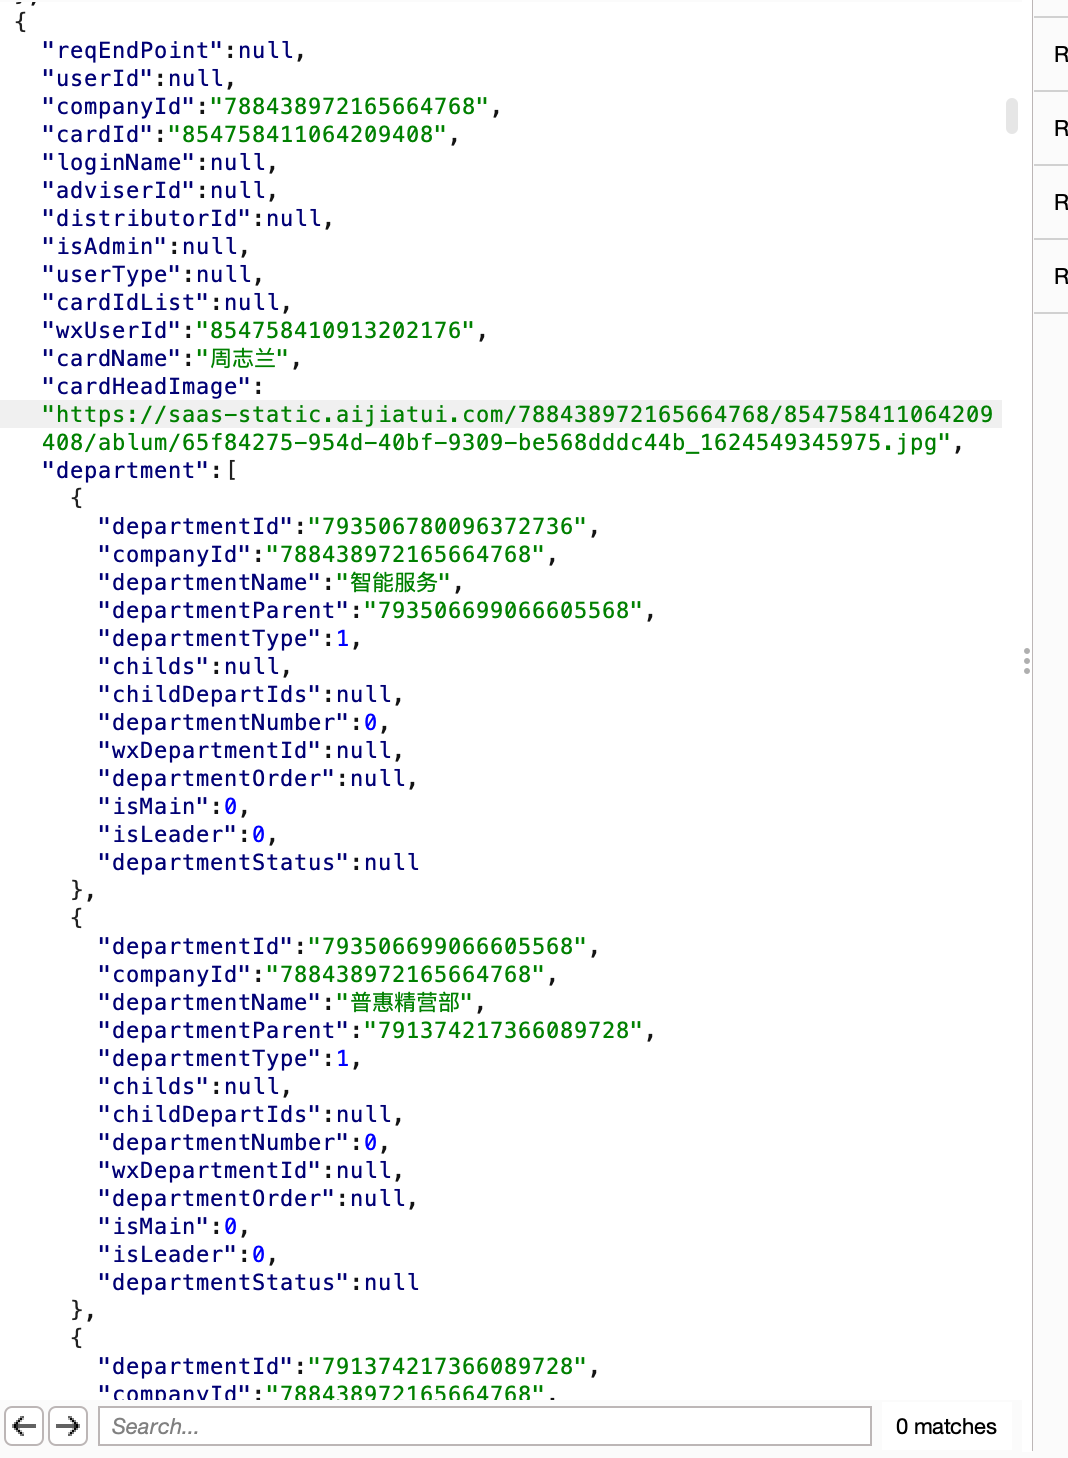 {
"reqEndPoint":null,
"userId":null,
"companyId":"788438972165664768",
"cardId":"854758411064209408",
"loginName":null,
"adviserId":null,
"distributorId":null,
"isAdmin":null,
"userType":null,
"cardIdList":null,
"wxUserId":"854758410913202176",
"cardName":"周志兰",
"cardHeadImage":
"https://saas-static.aijiatui.com/788438972165664768/854758411064209
408/ablum/65f84275-954d-40bf-9309-be568dddc44b_1624549345975.jpg",
"department":[
{
"departmentId":"793506780096372736",
"companyId":"788438972165664768",
"departmentName":"智能服务",
"departmentParent":"793506699066605568",
"departmentType":1,
"childs":null,
"childDepartIds":null,
"departmentNumber":0,
"wxDepartmentId":null,
"departmentOrder":null,
"isMain":0,
"isLeader":0,
"departmentStatus":null
},
{
"departmentId":"793506699066605568",
"companyId":"788438972165664768",
"departmentName":"普惠精营部",
"departmentParent":"791374217366089728",
"departmentType":1,
"childs":null,
"childDepartIds":null,
"departmentNumber":0,
"wxDepartmentId":null,
"departmentOrder":null,
"isMain":0,
"isLeader":0,
"departmentStatus":null
},
{
"departmentId":"791374217366089728",
"companyId":"788438972165664768",
Search...
0 matches
R
R
R
R